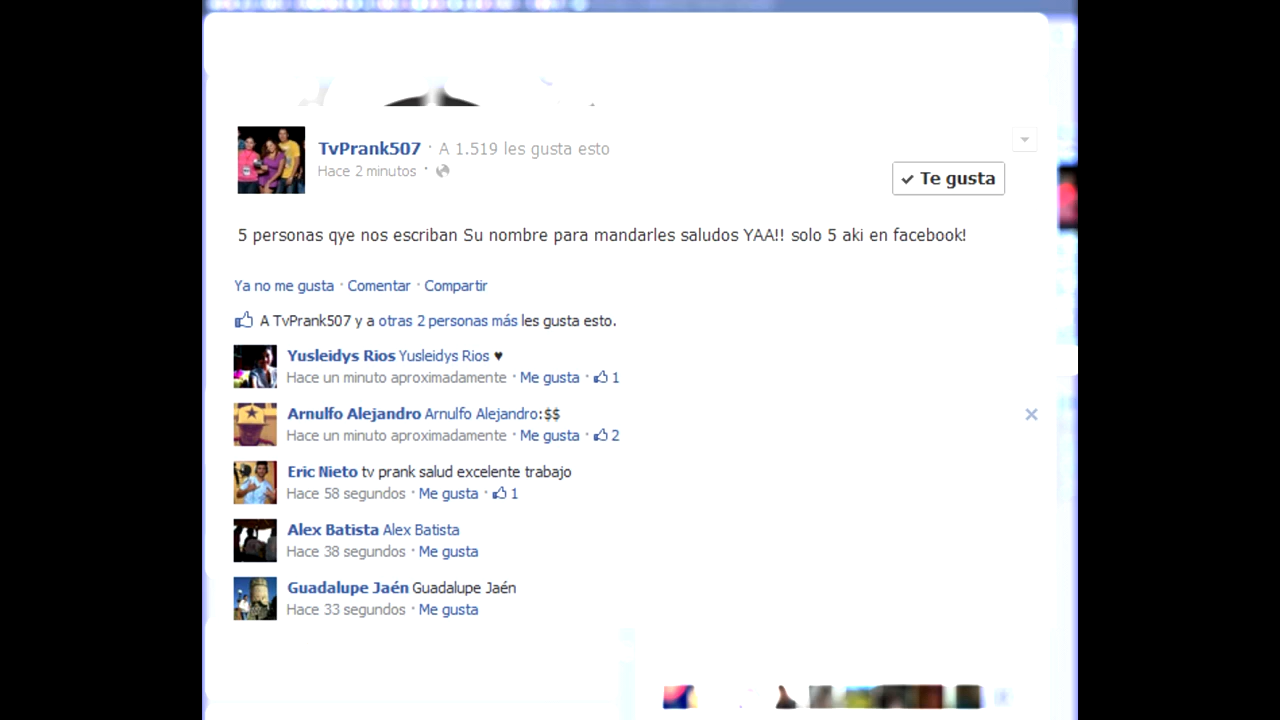 TvPrank507 · A 1.519 les gusta esto
Hace 2 minutos ·
✓ Te gusta
5 personas qye nos escriban Su nombre para mandarles saludos YAA!! solo 5 aki en facebook!
Ya no me gusta · Comentar · Compartir
A TvPrank507 y a otras 2 personas más les gusta esto.
Yusleidys Rios Yusleidys Rios ♥
Hace un minuto aproximadamente · Me gusta · 1
Arnulfo Alejandro Arnulfo Alejandro:$$
Hace un minuto aproximadamente · Me gusta · 2
Eric Nieto tv prank salud excelente trabajo
Hace 58 segundos · Me gusta · 1
Alex Batista Alex Batista
Hace 38 segundos · Me gusta
Guadalupe Jaén Guadalupe Jaén
Hace 33 segundos · Me gusta